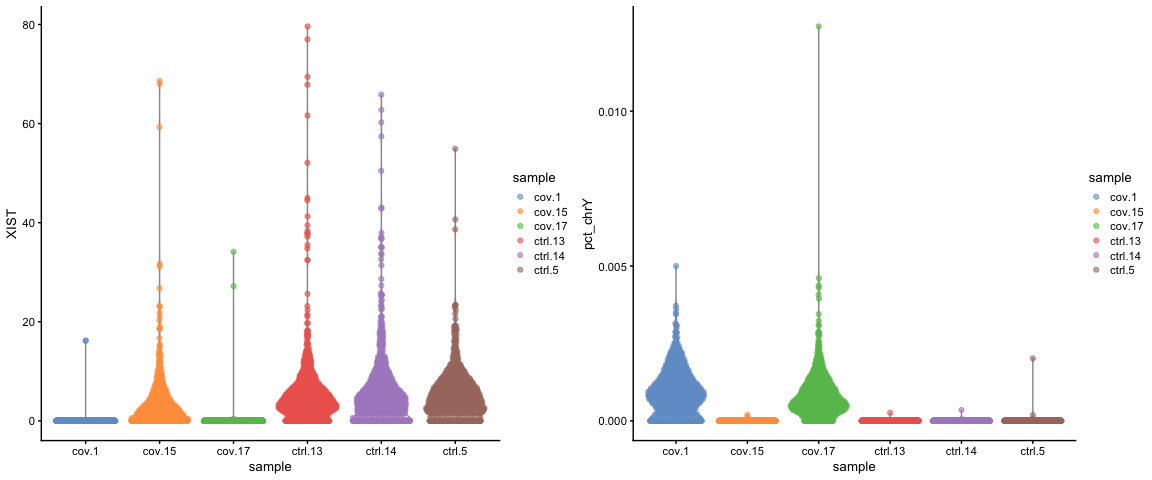 XIST
80
60
40
20
0
cov.1 cov.15 cov.17 ctrl.13 ctrl.14 ctrl.5
sample
sample
cov.1
cov.15
cov.17
ctrl.13
ctrl.14
ctrl.5
pct_chrY
0.010
0.005
0.000
cov.1 cov.15 cov.17 ctrl.13 ctrl.14 ctrl.5
sample
sample
cov.1
cov.15
cov.17
ctrl.13
ctrl.14
ctrl.5